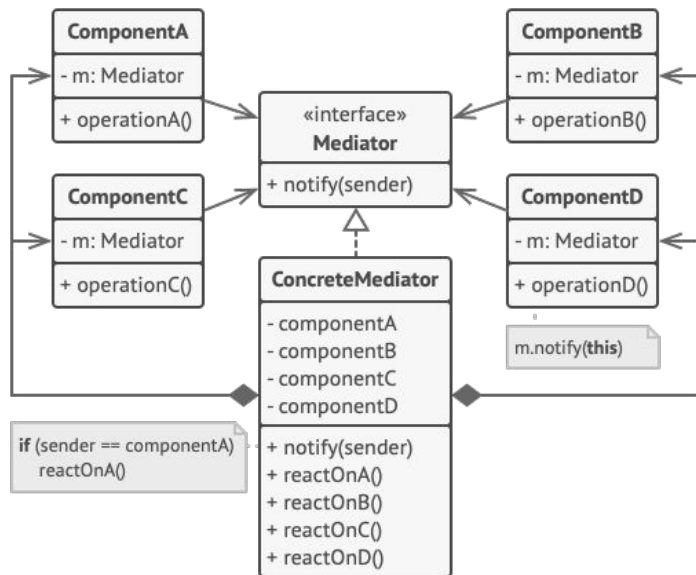 ComponentA
- m: Mediator
+ operationA()
ComponentB
- m: Mediator
+ operationB()
«interface»
Mediator
+ notify(sender)
ComponentC
- m: Mediator
+ operationC()
ComponentD
- m: Mediator
+ operationD()
m.notify(this)
ConcreteMediator
- componentA
- componentB
- componentC
- componentD
+ notify(sender)
+ reactOnA()
+ reactOnB()
+ reactOnC()
+ reactOnD()
if (sender == componentA)
reactOnA()